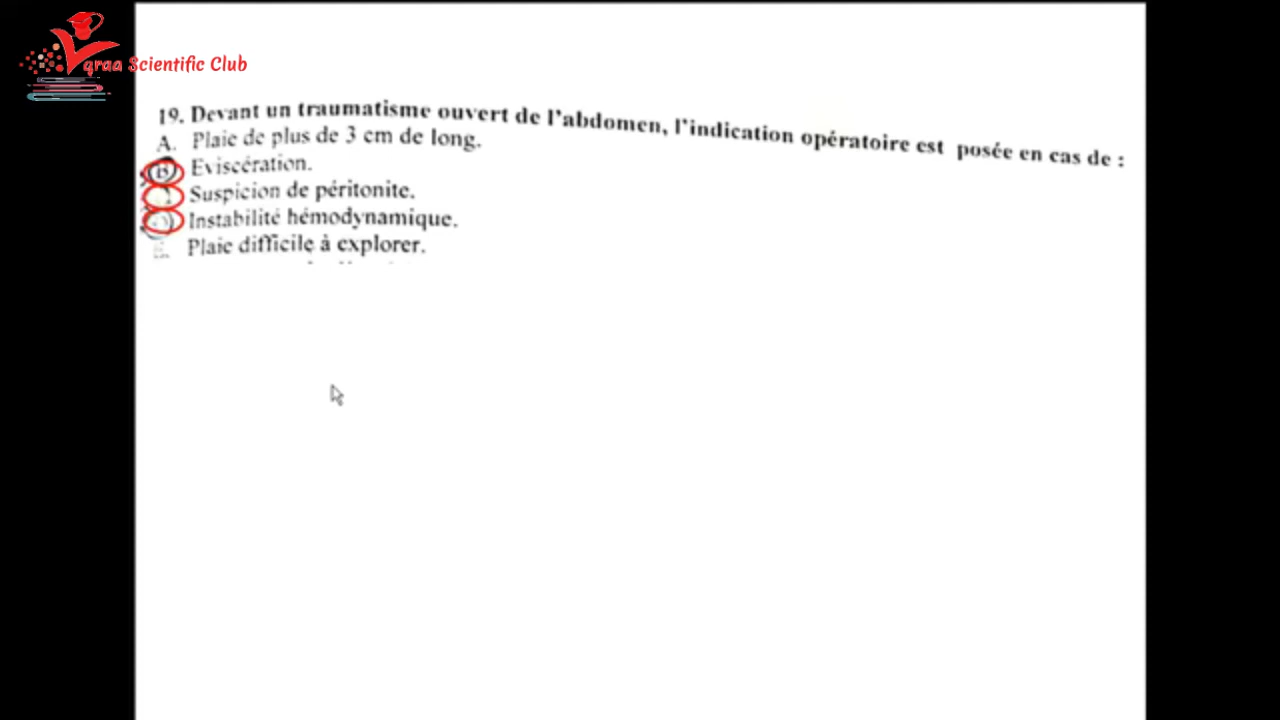 qraa Scientific Club
19. Devant un traumatisme ouvert de l'abdomen, l'indication opératoire est posée en cas de :
A. Plaie de plus de 3 cm de long.
B Eviscération.
Suspicion de péritonite.
Instabilité hémodynamique.
E. Plaie difficile à explorer.